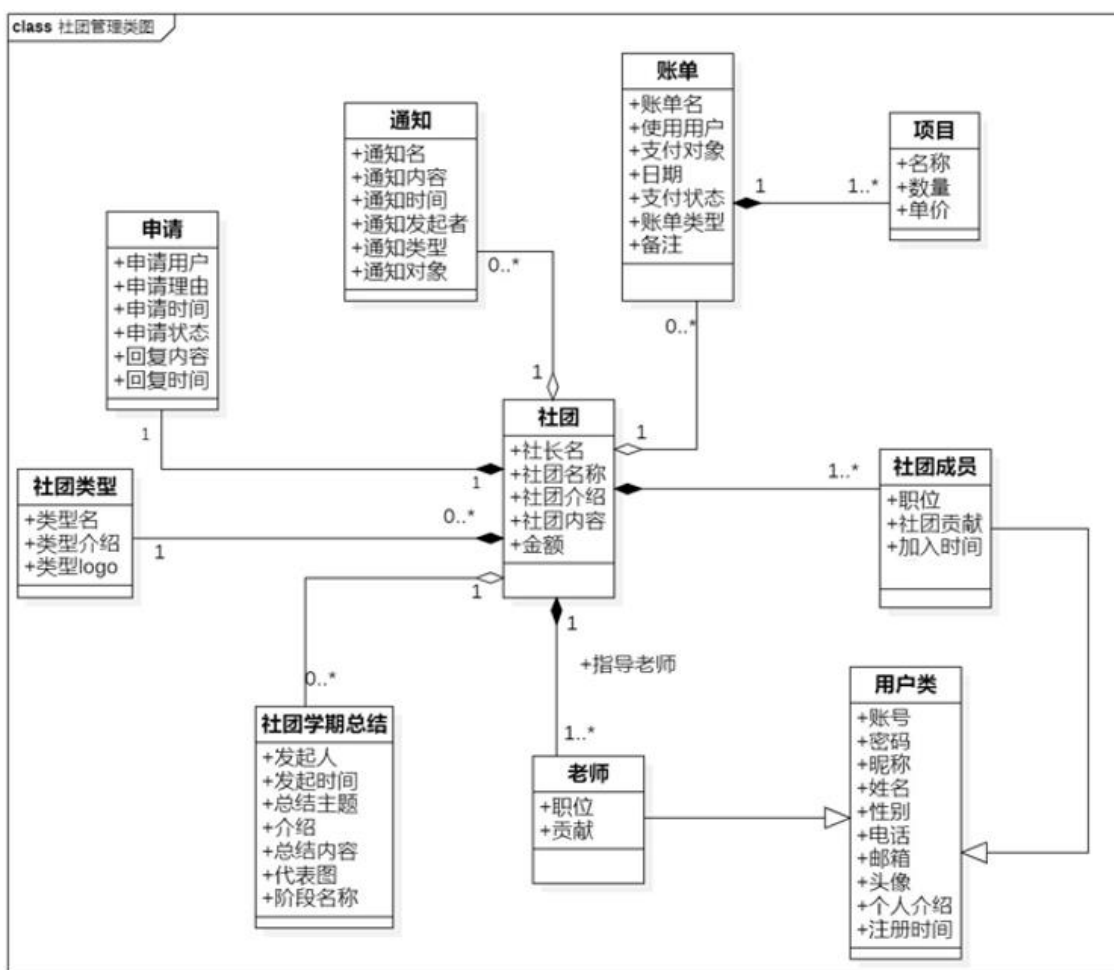 class 社团管理类图
账单
+账单名
+使用用户
+支付对象
+日期
+支付状态
+账单类型
+备注
通知
+通知名
+通知内容
+通知时间
+通知发起者
+通知类型
+通知对象
项目
+名称
+数量
+单价
1
1..*
申请
+申请用户
+申请理由
+申请时间
+申请状态
+回复内容
+回复时间
0..*
0..*
1
社团
+社长名
+社团名称
+社团介绍
+社团内容
+金额
1
1
1
社团类型
+类型名
+类型介绍
+类型logo
0..*
1
1..*
社团成员
+职位
+社团贡献
+加入时间
1
1
+指导老师
0..*
1..*
社团学期总结
+发起人
+发起时间
+总结主题
+介绍
+总结内容
+代表图
+阶段名称
老师
+职位
+贡献
用户类
+账号
+密码
+昵称
+姓名
+性别
+电话
+邮箱
+头像
+个人介绍
+注册时间